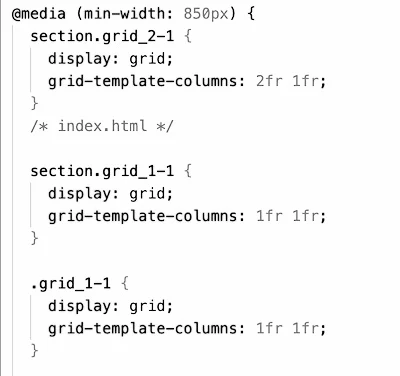 @media (min-width: 850px) {
section.grid_2-1 {
display: grid;
grid-template-columns: 2fr 1fr;
}
/* index.html */
section.grid_1-1 {
display: grid;
grid-template-columns: 1fr 1fr;
}
.grid_1-1 {
display: grid;
grid-template-columns: 1fr 1fr;
}